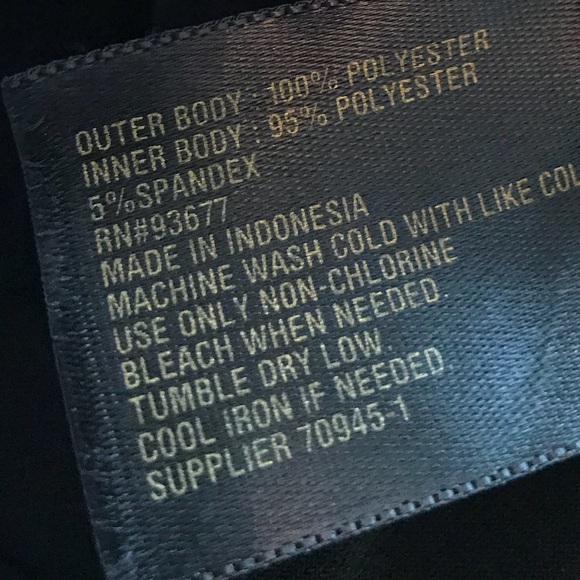 OUTER BODY : 100% POLYESTER
INNER BODY : 95% POLYESTER
5%SPANDEX
RN#93677
MADE IN INDONESIA
MACHINE WASH COLD WITH LIKE COL
USE ONLY NON-CHLORINE
BLEACH WHEN NEEDED
TUMBLE DRY LOW
COOL IRON IF NEEDED
SUPPLIER 70945-1